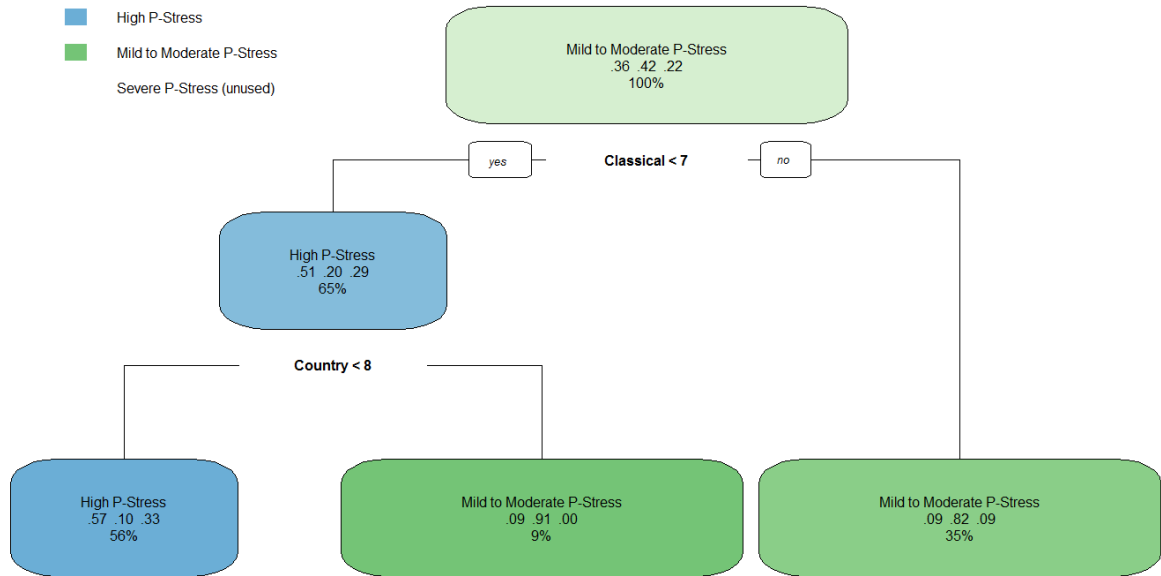 High P-Stress
Mild to Moderate P-Stress
Severe P-Stress (unused)
Mild to Moderate P-Stress
.36 .42 .22
100%
yes
Classical < 7
no
High P-Stress
.51 .20 .29
65%
Country < 8
High P-Stress
.57 .10 .33
56%
Mild to Moderate P-Stress
.09 .91 .00
9%
Mild to Moderate P-Stress
.09 .82 .09
35%